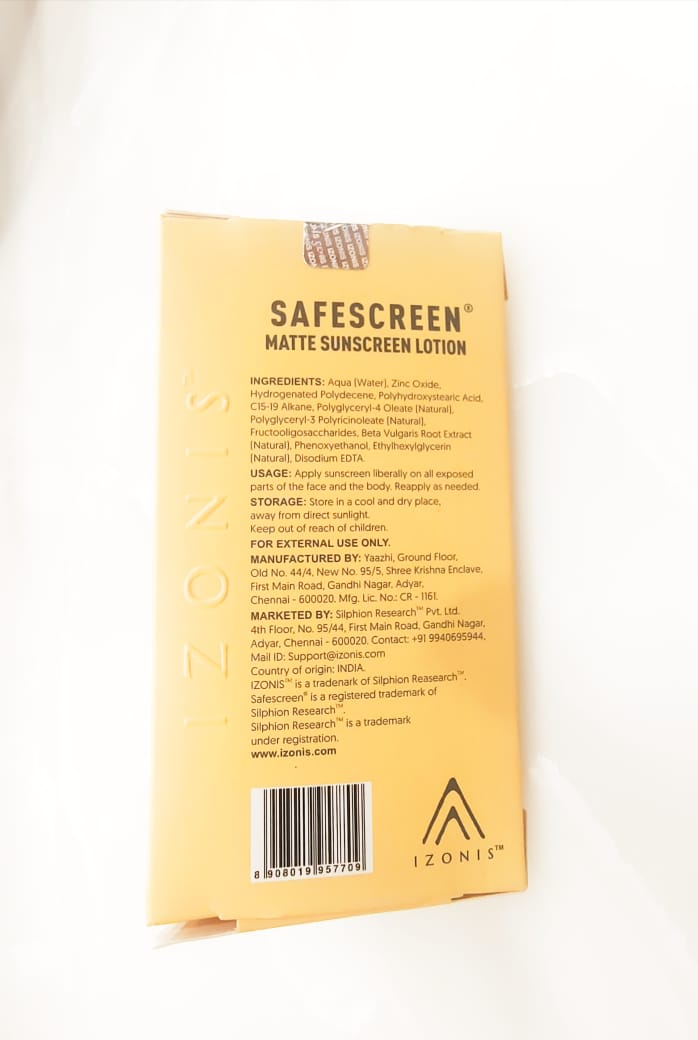 SAFESCREEN®
MATTE SUNSCREEN LOTION
INGREDIENTS: Aqua (Water), Zinc Oxide,
Hydrogenated Polydecene, Polyhydroxystearic Acid,
C15-19 Alkane, Polyglyceryl-4 Oleate (Natural),
Polyglyceryl-3 Polyricinoleate (Natural),
Fructooligosaccharides, Beta Vulgaris Root Extract
(Natural), Phenoxyethanol, Ethylhexylglycerin
(Natural), Disodium EDTA.
USAGE: Apply sunscreen liberally on all exposed
parts of the face and the body. Reapply as needed.
STORAGE: Store in a cool and dry place,
away from direct sunlight.
Keep out of reach of children.
FOR EXTERNAL USE ONLY.
MANUFACTURED BY: Yaazhi, Ground Floor,
Old No. 44/4, New No. 95/5, Shree Krishna Enclave,
First Main Road, Gandhi Nagar, Adyar,
Chennai - 600020. Mfg. Lic. No.: CR - 1161.
MARKETED BY: Silphion Research™ Pvt. Ltd.
4th Floor, No. 95/44, First Main Road, Gandhi Nagar,
Adyar, Chennai - 600020. Contact: +91 9940695944.
Mail ID: Support@izonis.com
Country of origin: INDIA.
IZONIS™ is a tradenark of Silphion Reasearch™.
Safescreen® is a registered trademark of
Silphion Research™.
Silphion Research™ is a trademark
under registration.
www.izonis.com
8 908019 957709
IZONIS™
IZONIS™